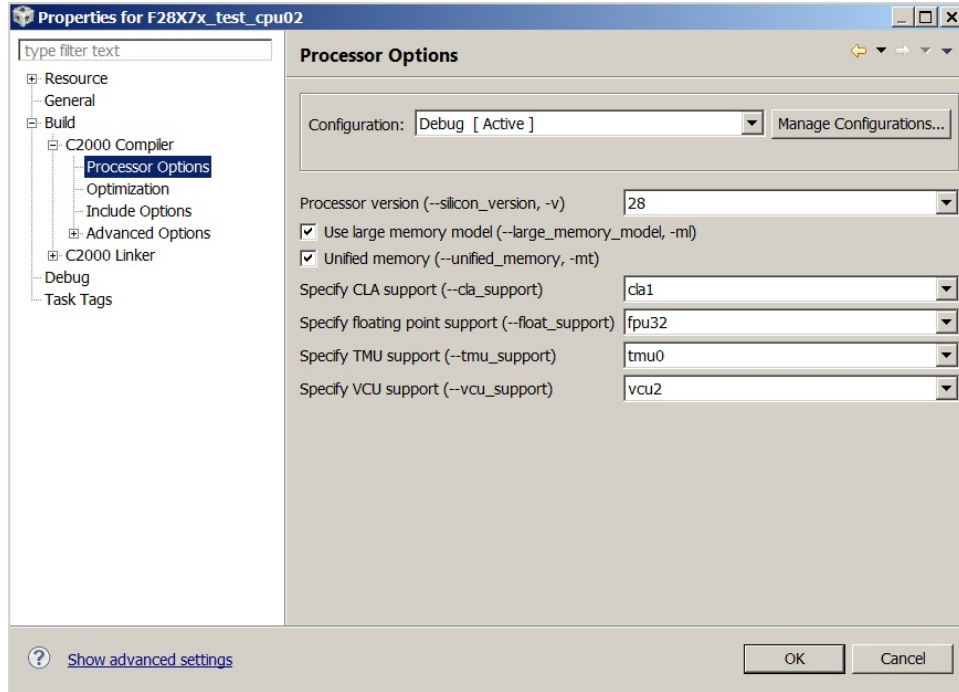 Properties for F28X7x_test_cpu02
type filter text
Resource
General
Build
C2000 Compiler
Processor Options
Optimization
Include Options
Advanced Options
C2000 Linker
Debug
Task Tags
Processor Options
Configuration: Debug [ Active ] Manage Configurations...
Processor version (--silicon_version, -v) 28
Use large memory model (--large_memory_model, -ml)
Unified memory (--unified_memory, -mt)
Specify CLA support (--cla_support) cla1
Specify floating point support (--float_support) fpu32
Specify TMU support (--tmu_support) tmu0
Specify VCU support (--vcu_support) vcu2
? Show advanced settings
OK Cancel